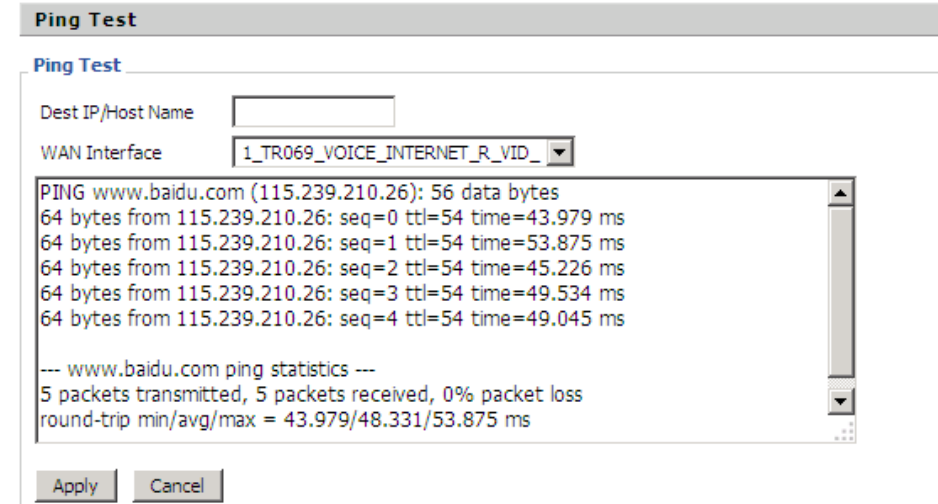 Ping Test
Ping Test
Dest IP/Host Name
WAN Interface 1_TR069_VOICE_INTERNET_R_VID_
PING www.baidu.com (115.239.210.26): 56 data bytes
64 bytes from 115.239.210.26: seq=0 ttl=54 time=43.979 ms
64 bytes from 115.239.210.26: seq=1 ttl=54 time=53.875 ms
64 bytes from 115.239.210.26: seq=2 ttl=54 time=45.226 ms
64 bytes from 115.239.210.26: seq=3 ttl=54 time=49.534 ms
64 bytes from 115.239.210.26: seq=4 ttl=54 time=49.045 ms
--- www.baidu.com ping statistics ---
5 packets transmitted, 5 packets received, 0% packet loss
round-trip min/avg/max = 43.979/48.331/53.875 ms
Apply Cancel